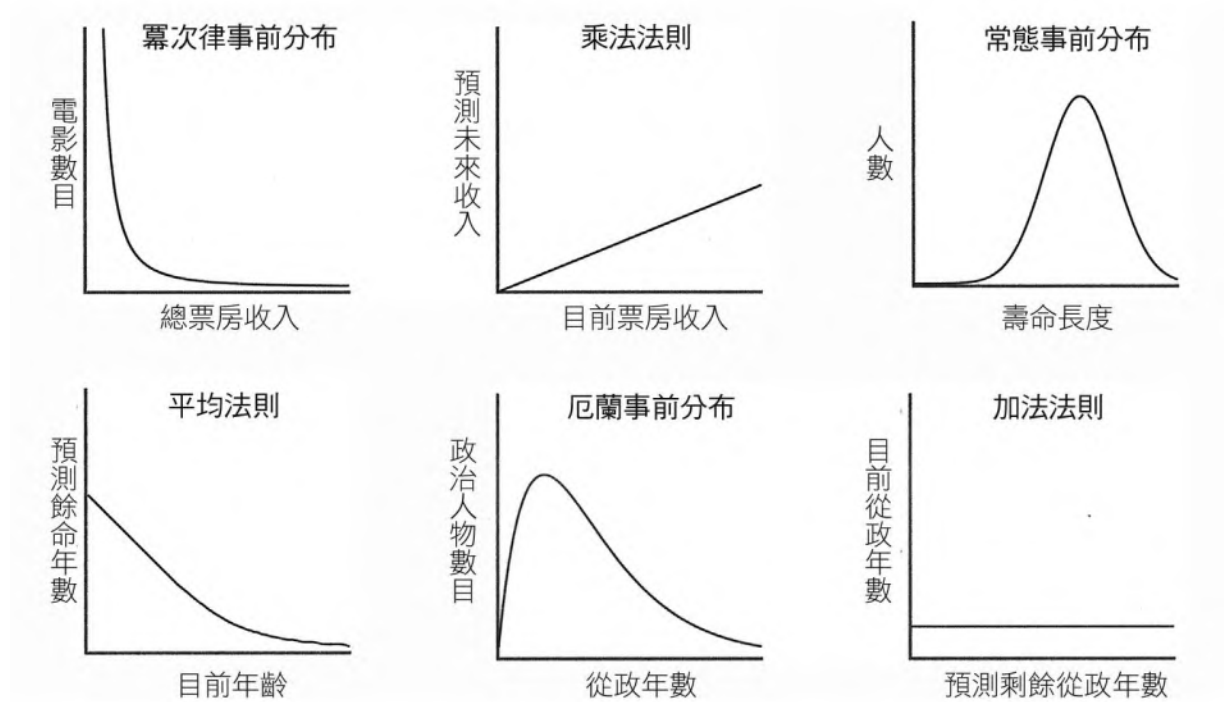 冪次律事前分布
電影數目
總票房收入
乘法法則
預測未來收入
目前票房收入
常態事前分布
人數
壽命長度
平均法則
預測餘命年數
目前年齡
厄蘭事前分布
政治人物數目
從政年數
加法法則
目前從政年數
預測剩餘從政年數